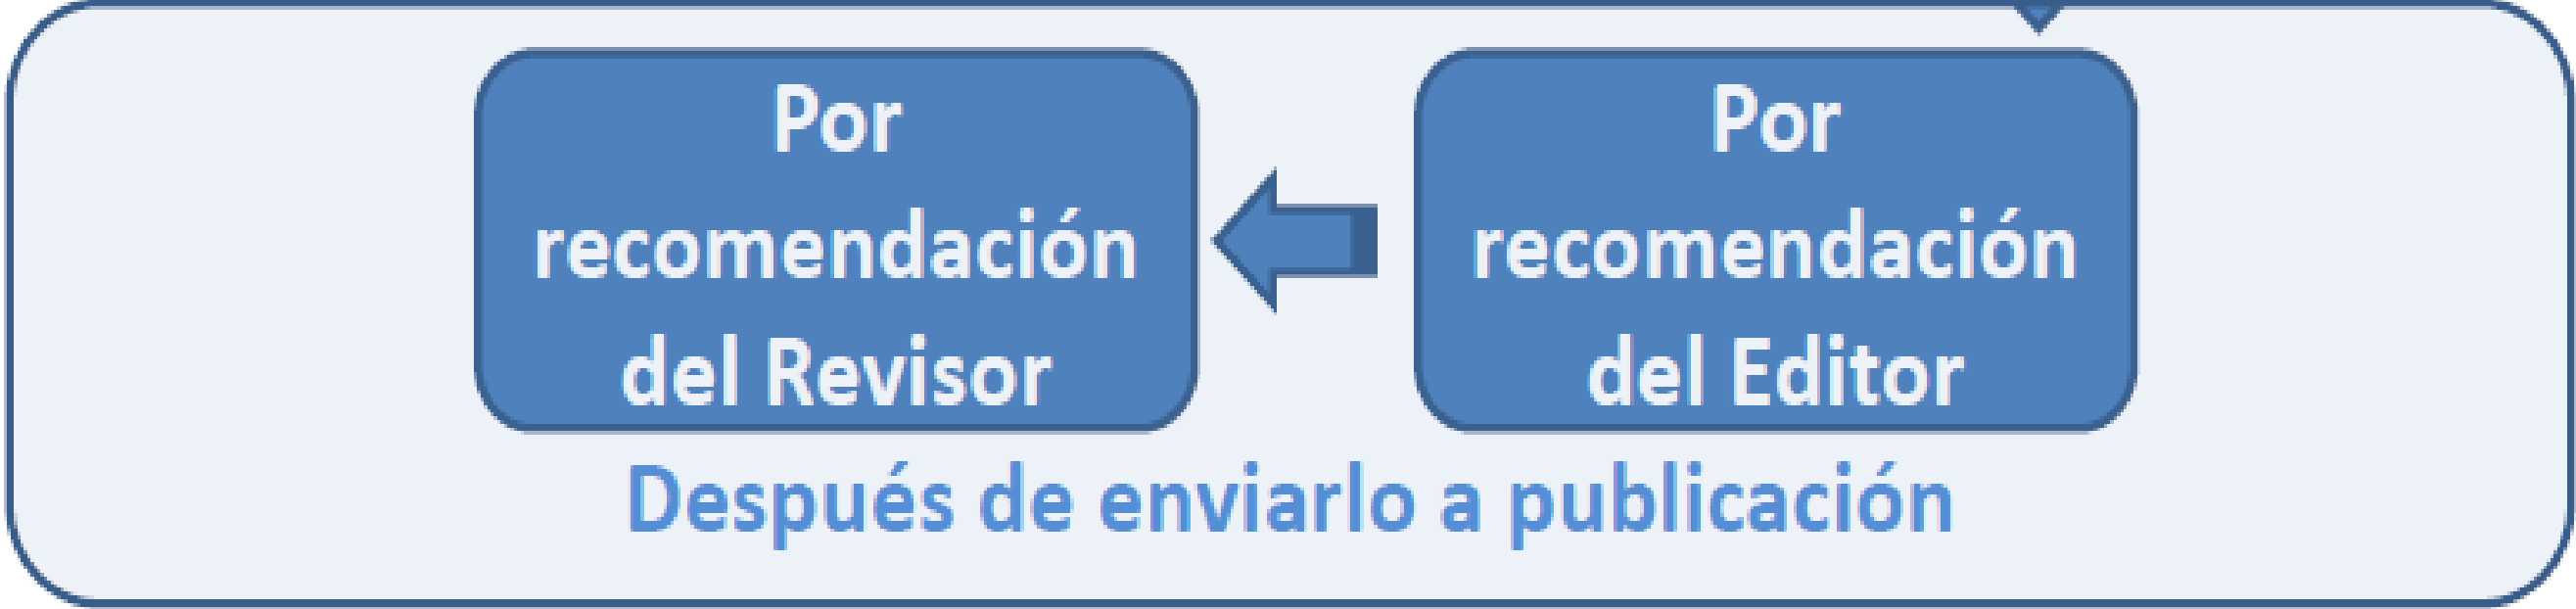 Por
recomendación
del Revisor
Por
recomendación
del Editor
Después de enviarlo a publicación